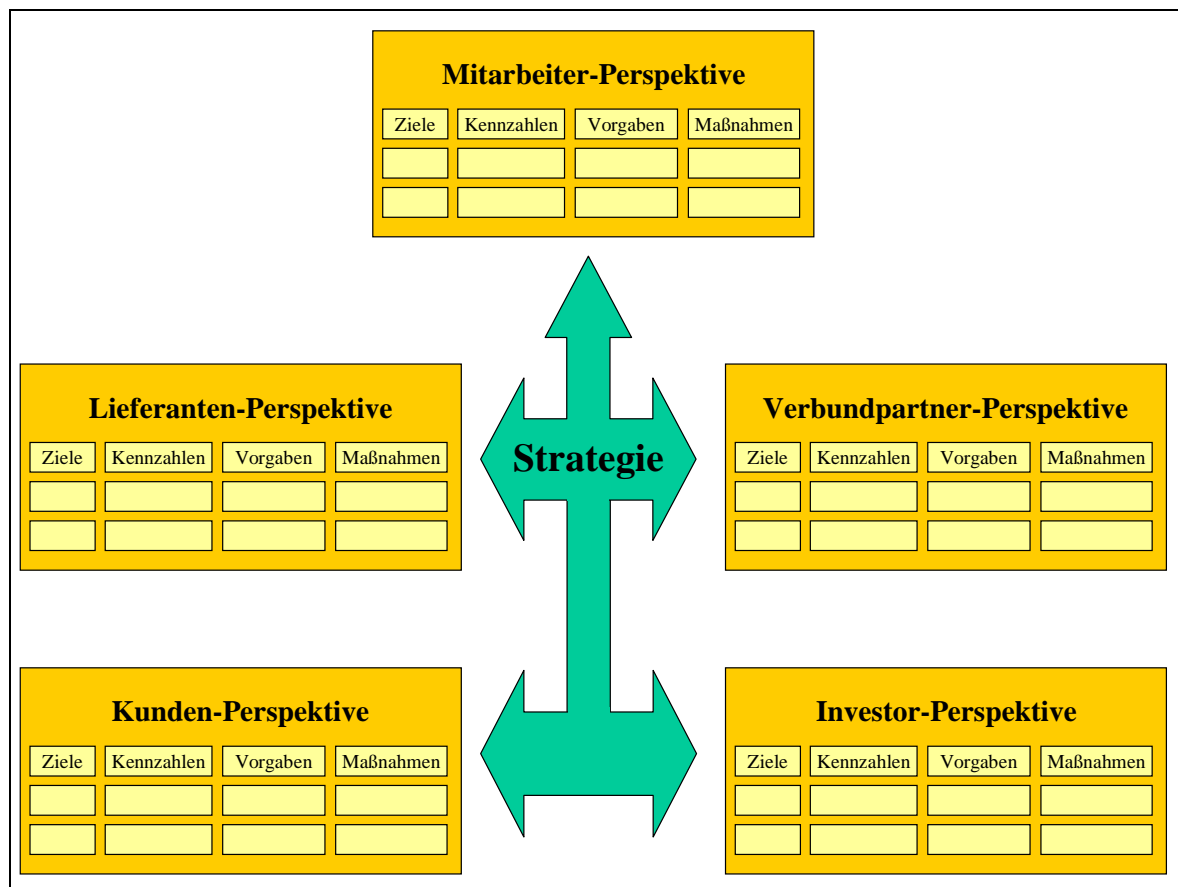 Mitarbeiter-Perspektive
Ziele Kennzahlen Vorgaben Maßnahmen
Lieferanten-Perspektive
Ziele Kennzahlen Vorgaben Maßnahmen
Strategie
Verbundpartner-Perspektive
Ziele Kennzahlen Vorgaben Maßnahmen
Kunden-Perspektive
Ziele Kennzahlen Vorgaben Maßnahmen
Investor-Perspektive
Ziele Kennzahlen Vorgaben Maßnahmen